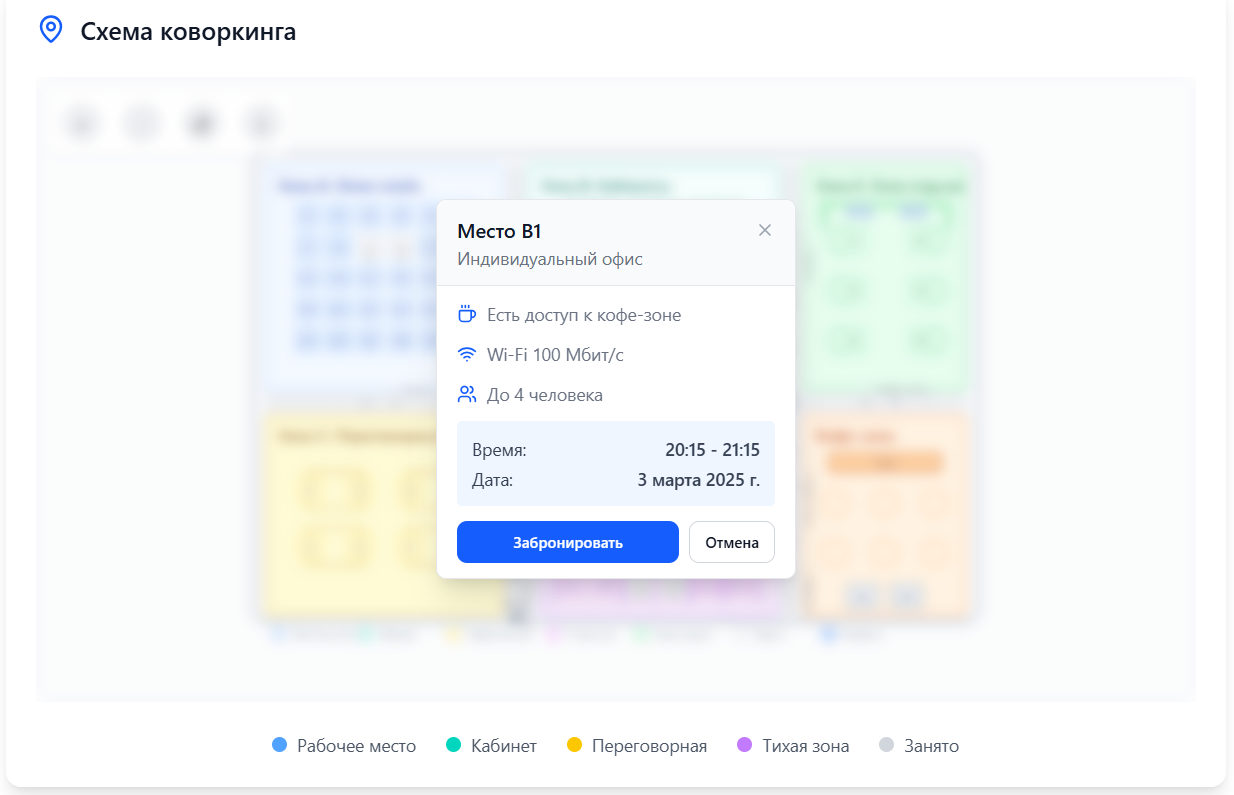 Схема коворкинга
Место B1
Индивидуальный офис
Есть доступ к кофе-зоне
Wi-Fi 100 Мбит/с
До 4 человека
Время: 20:15 - 21:15
Дата: 3 марта 2025 г.
Забронировать Отмена
Рабочее место Кабинет Переговорная Тихая зона Занято